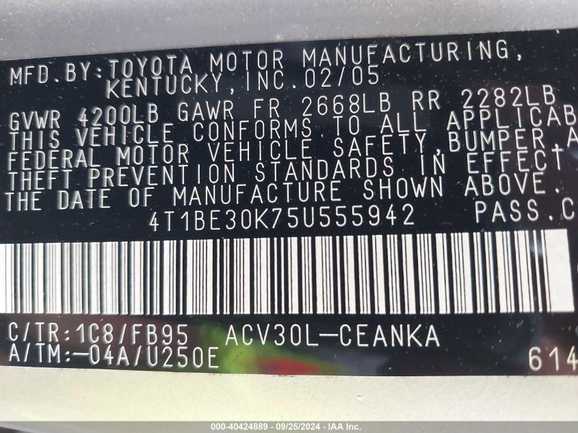 MFD.BY:TOYOTA MOTOR MANUFACTURING,
KENTUCKY,INC.02/05
GVWR 4200LB GAWR FR 2668LB RR 2282LB
THIS VEHICLE CONFORMS TO ALL APPLICAB
FEDERAL MOTOR VEHICLE SAFETY,BUMPER,A
THEFT PREVENTION STANDARDS IN EFFECT
THE DATE OF MANUFACTURE SHOWN ABOVE.
4T1BE30K75U555942 PASS.C
C/TR:1C8/FB95 ACV30L-CEANKA
A/TM:-04A/U250E 614
000-40424889 - 09/25/2024 - IAA Inc.